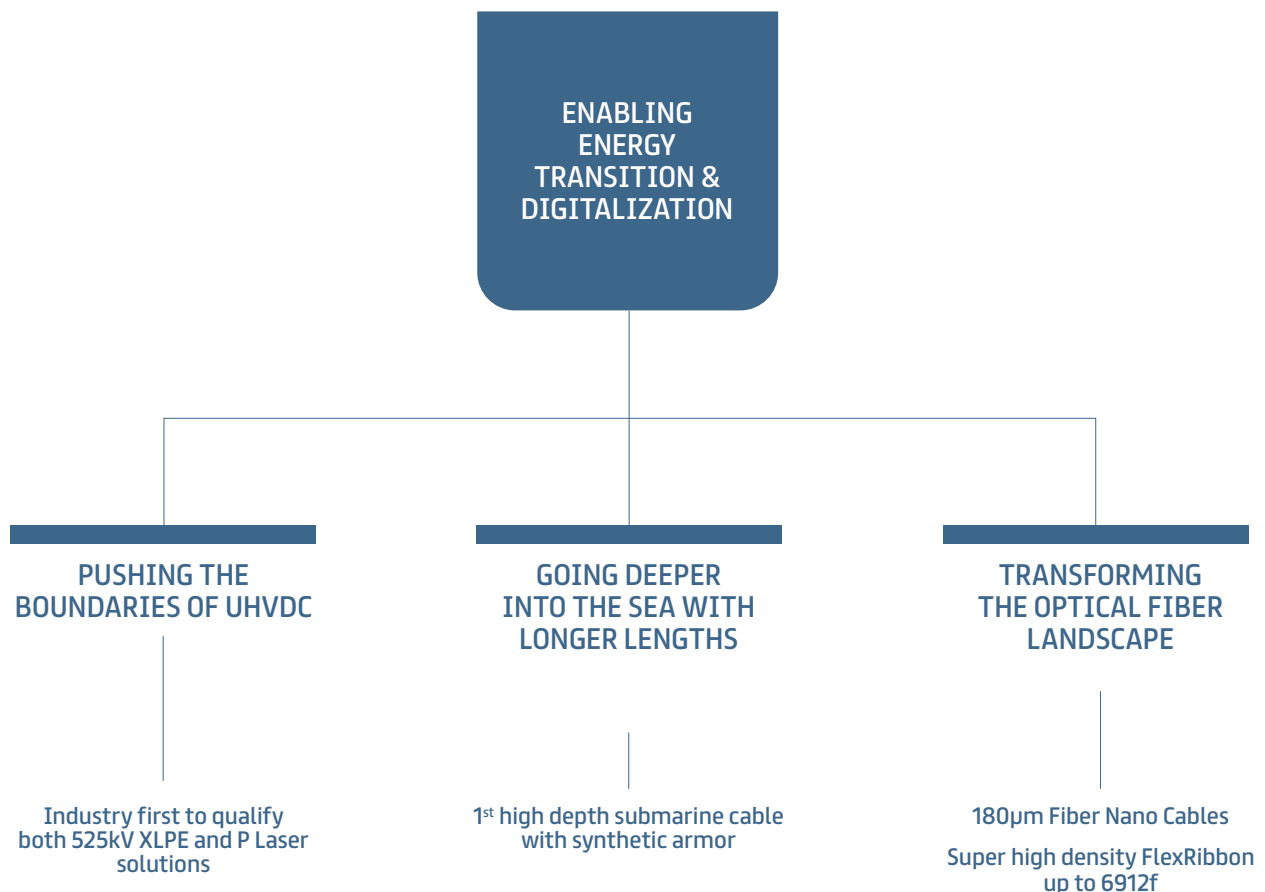 ENABLING
ENERGY
TRANSITION &
DIGITALIZATION
PUSHING THE
BOUNDARIES OF UHVDC
GOING DEEPER
INTO THE SEA WITH
LONGER LENGTHS
TRANSFORMING
THE OPTICAL FIBER
LANDSCAPE
Industry first to qualify
both 525kV XLPE and P Laser
solutions
1st high depth submarine cable
with synthetic armor
180µm Fiber Nano Cables
Super high density FlexRibbon
up to 6912f